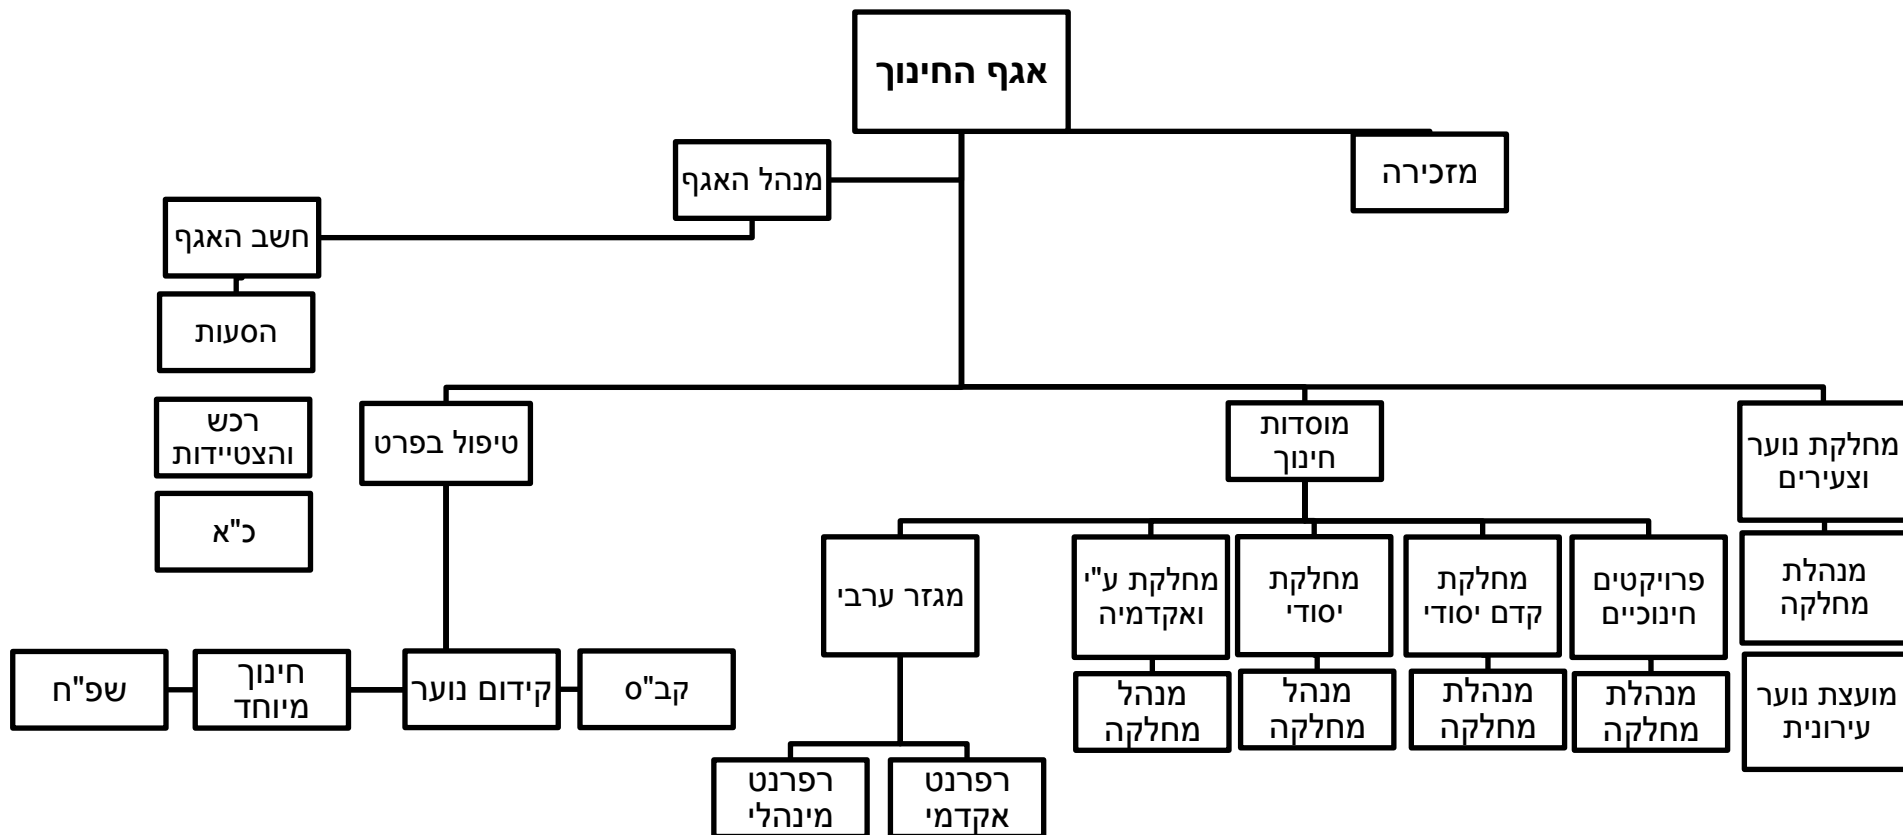 אגף החינוך
מזכירה
מנהל האגף
חשב האגף
הסעות
רכש
והצטיידות
כ"א
מחלקת נוער
וצעירים
מוסדות
חינוך
טיפול בפרט
מנהלת
מחלקה
מועצת נוער
עירונית
פרויקטים
חינוכיים
מחלקת
קדם יסודי
מחלקת
יסודי
מחלקת ע"י
ואקדמיה
מגזר ערבי
מנהלת
מחלקה
מנהלת
מחלקה
מנהל
מחלקה
מנהל
מחלקה
קב"ס
קידום נוער
חינוך
מיוחד
שפ"ח
רפרנט
אקדמי
רפרנט
מינהלי